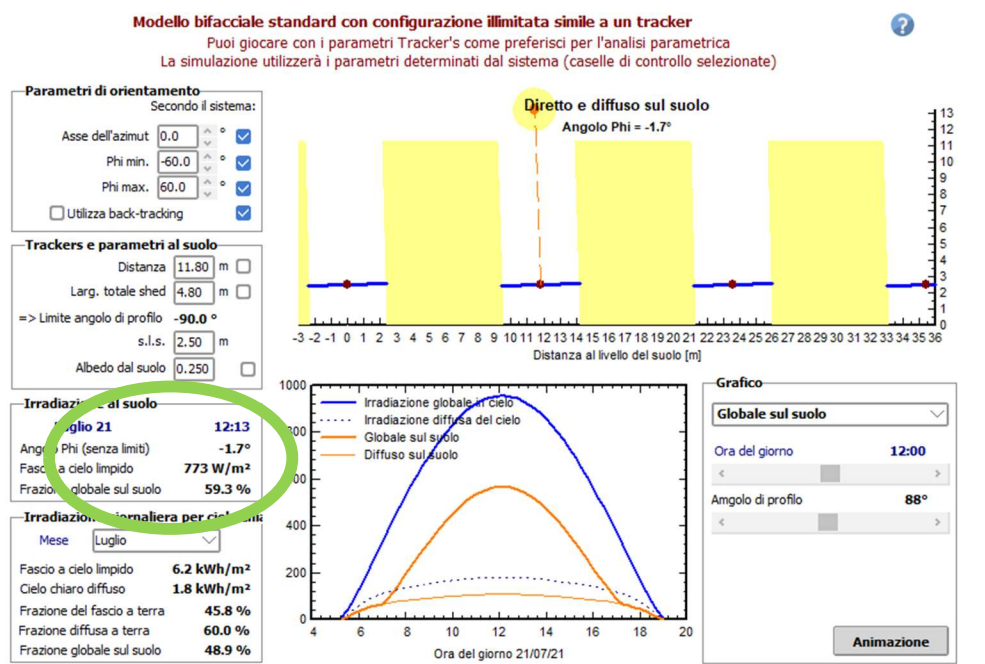 Modello bifacciale standard con configurazione illimitata simile a un tracker
Puoi giocare con i parametri Tracker's come preferisci per l'analisi parametrica
La simulazione utilizzerà i parametri determinati dal sistema (caselle di controllo selezionate)
?
Parametri di orientamento
Secondo il sistema:
Asse dell'azimut 0.0 °
Phi min. -60.0 °
Phi max. 60.0 °
Utilizza back-tracking
Trackers e parametri al suolo
Distanza 11.80 m
Larg. totale shed 4.80 m
=> Limite angolo di profilo -90.0 °
s.l.s. 2.50 m
Albedo dal suolo 0.250
Irradiazione al suolo
Luglio 21 12:13
Angolo Phi (senza limiti) -1.7°
Fascio a cielo limpido 773 W/m²
Frazione globale sul suolo 59.3 %
Irradiazione giornaliera per cielo
Mese Luglio
Fascio a cielo limpido 6.2 kWh/m²
Cielo chiaro diffuso 1.8 kWh/m²
Frazione del fascio a terra 45.8 %
Frazione diffusa a terra 60.0 %
Frazione globale sul suolo 48.9 %
Diretto e diffuso sul suolo
Angolo Phi = -1.7°
13
12
11
10
9
8
7
6
5
4
3
2
1
0
-3 -2 -1 0 1 2 3 4 5 6 7 8 9 10 11 12 13 14 15 16 17 18 19 20 21 22 23 24 25 26 27 28 29 30 31 32 33 34 35 36
Distanza al livello del suolo [m]
1000
800
600
400
200
0
Irradiazione globale in cielo
Irradiazione diffusa del cielo
Globale sul suolo
Diffuso sul suolo
4 6 8 10 12 14 16 18 20
Ora del giorno 21/07/21
Grafico
Globale sul suolo
Ora del giorno 12:00
Amgolo di profilo 88°
Animazione